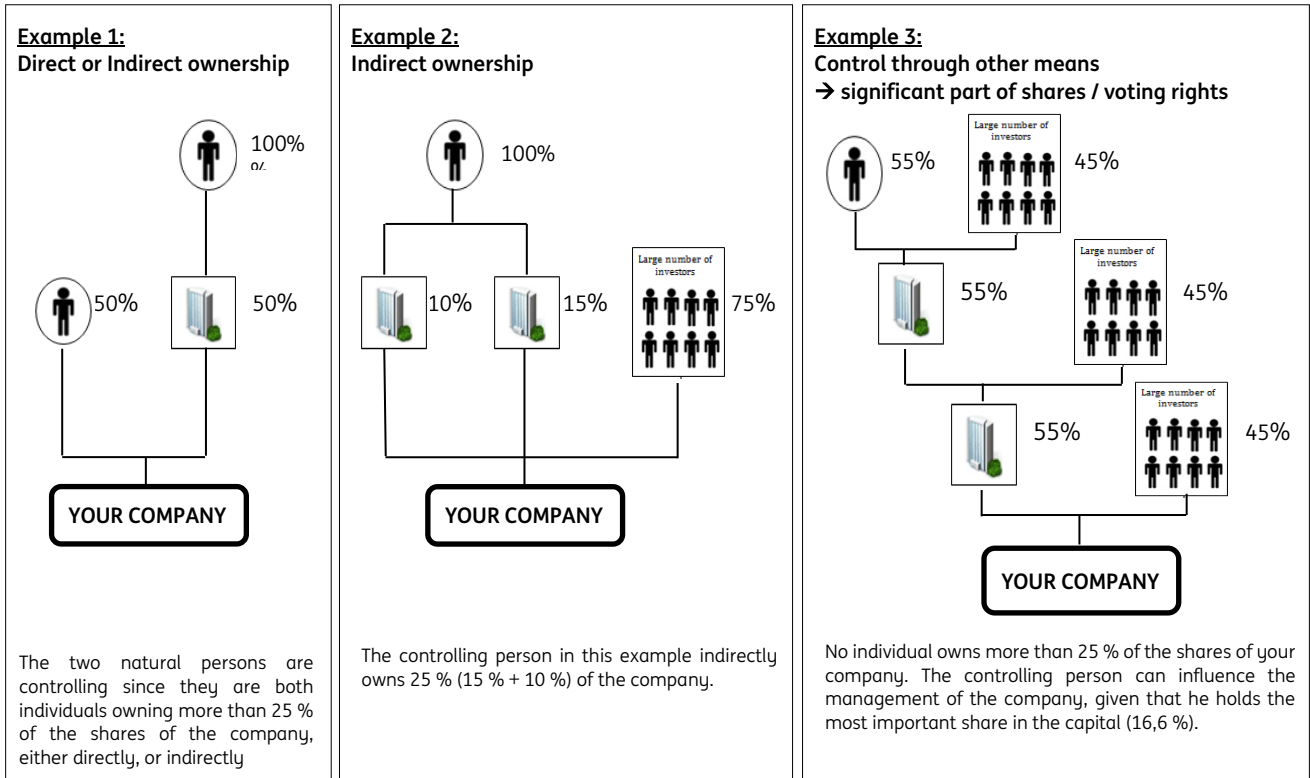 Example 1:
Direct or Indirect ownership
100%
%
50%
50%
YOUR COMPANY
The two natural persons are
controlling since they are both
individuals owning more than 25 %
of the shares of the company,
either directly, or indirectly
Example 2:
Indirect ownership
100%
10%
15%
Large number of
investors
75%
YOUR COMPANY
The controlling person in this example indirectly
owns 25 % (15 % + 10 %) of the company.
Example 3:
Control through other means
→ significant part of shares / voting rights
55%
Large number of
investors
45%
55%
Large number of
investors
45%
55%
Large number of
investors
45%
YOUR COMPANY
No individual owns more than 25 % of the shares of your
company. The controlling person can influence the
management of the company, given that he holds the
most important share in the capital (16,6 %).